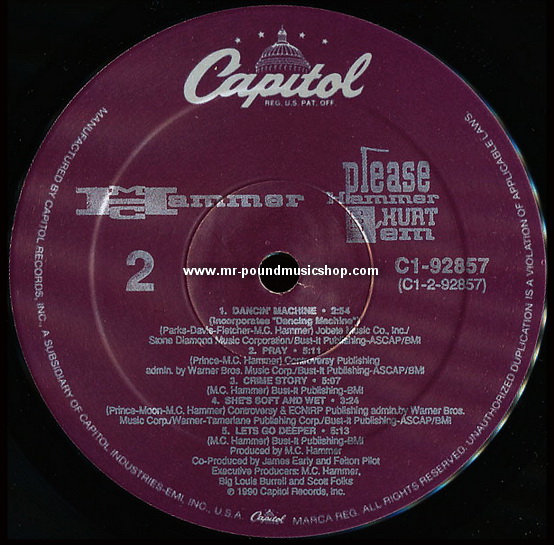 Capitol
REG. U.S. PAT. OFF.
MC Hammer
please
Hammer
HURT
'em
2
www.mr-poundmusicshop.com
C1-92857
(C1-2-92857)
1. DANCIN' MACHINE • 2:54
(Incorporates "Dancing Machine")
(Parks-Davis-Fletcher-M.C. Hammer) Jobete Music Co., Inc./
Stone Diamond Music Corporation/Bust-It Publishing-ASCAP/BMI
2. PRAY • 5:11
(Prince-M.C. Hammer) Controversy Publishing
admin. by Warner Bros. Music Corp./Bust-It Publishing-ASCAP/BMI
3. CRIME STORY • 5:07
(M.C. Hammer) Bust-It Publishing-BMI
4. SHE'S SOFT AND WET • 3:24
(Prince-Moon-M.C. Hammer) Controversy & ECNIRP Publishing admin.by Warner Bros.
Music Corp./Warner-Tamerlane Publishing Corp./Bust-It Publishing-ASCAP/BMI
5. LETS GO DEEPER • 5:13
(M.C. Hammer) Bust-It Publishing-BMI
Produced by M.C. Hammer
Co-Produced by James Early and Felton Pilot
Executive Producers: M.C. Hammer,
Big Louis Burrell and Scott Folks
© 1990 Capitol Records, Inc.
MANUFACTURED BY CAPITOL RECORDS, INC., A SUBSIDIARY OF CAPITOL INDUSTRIES-EMI, INC., U.S.A. Capitol MARCA REG. ALL RIGHTS RESERVED. UNAUTHORIZED DUPLICATION IS A VIOLATION OF APPLICABLE LAWS